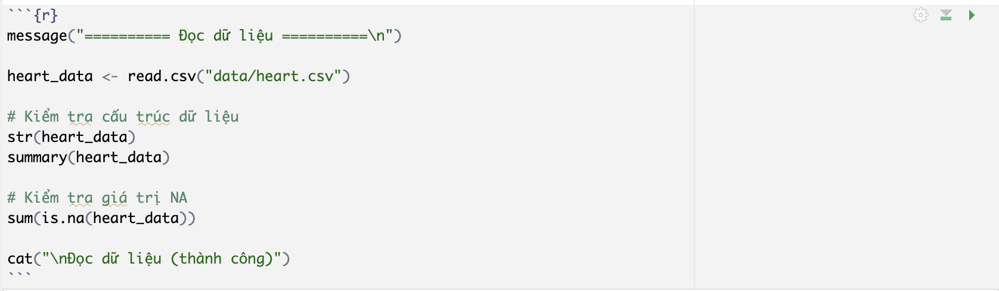 ```{r}
message("========== Đọc dữ liệu ==========\n")
heart_data <- read.csv("data/heart.csv")
# Kiểm tra cấu trúc dữ liệu
str(heart_data)
summary(heart_data)
# Kiểm tra giá trị NA
sum(is.na(heart_data))
cat("\nĐọc dữ liệu (thành công)")
```